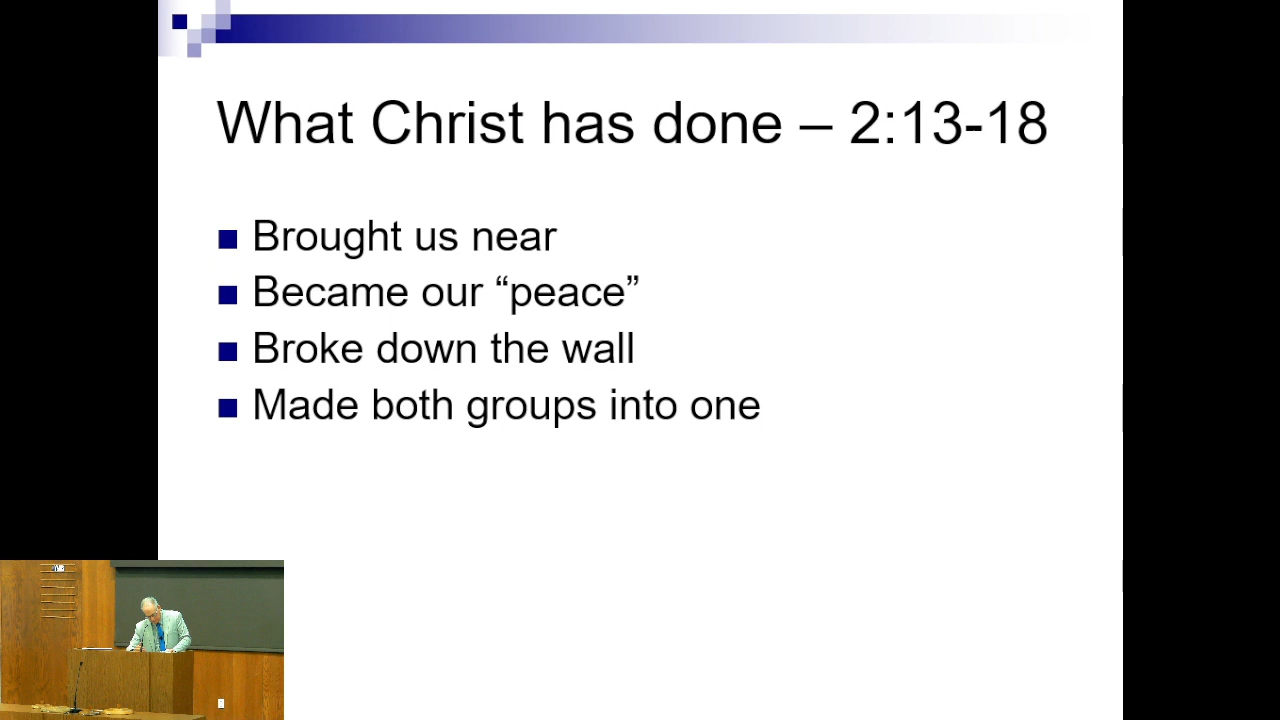 What Christ has done – 2:13-18
Brought us near
Became our “peace”
Broke down the wall
Made both groups into one